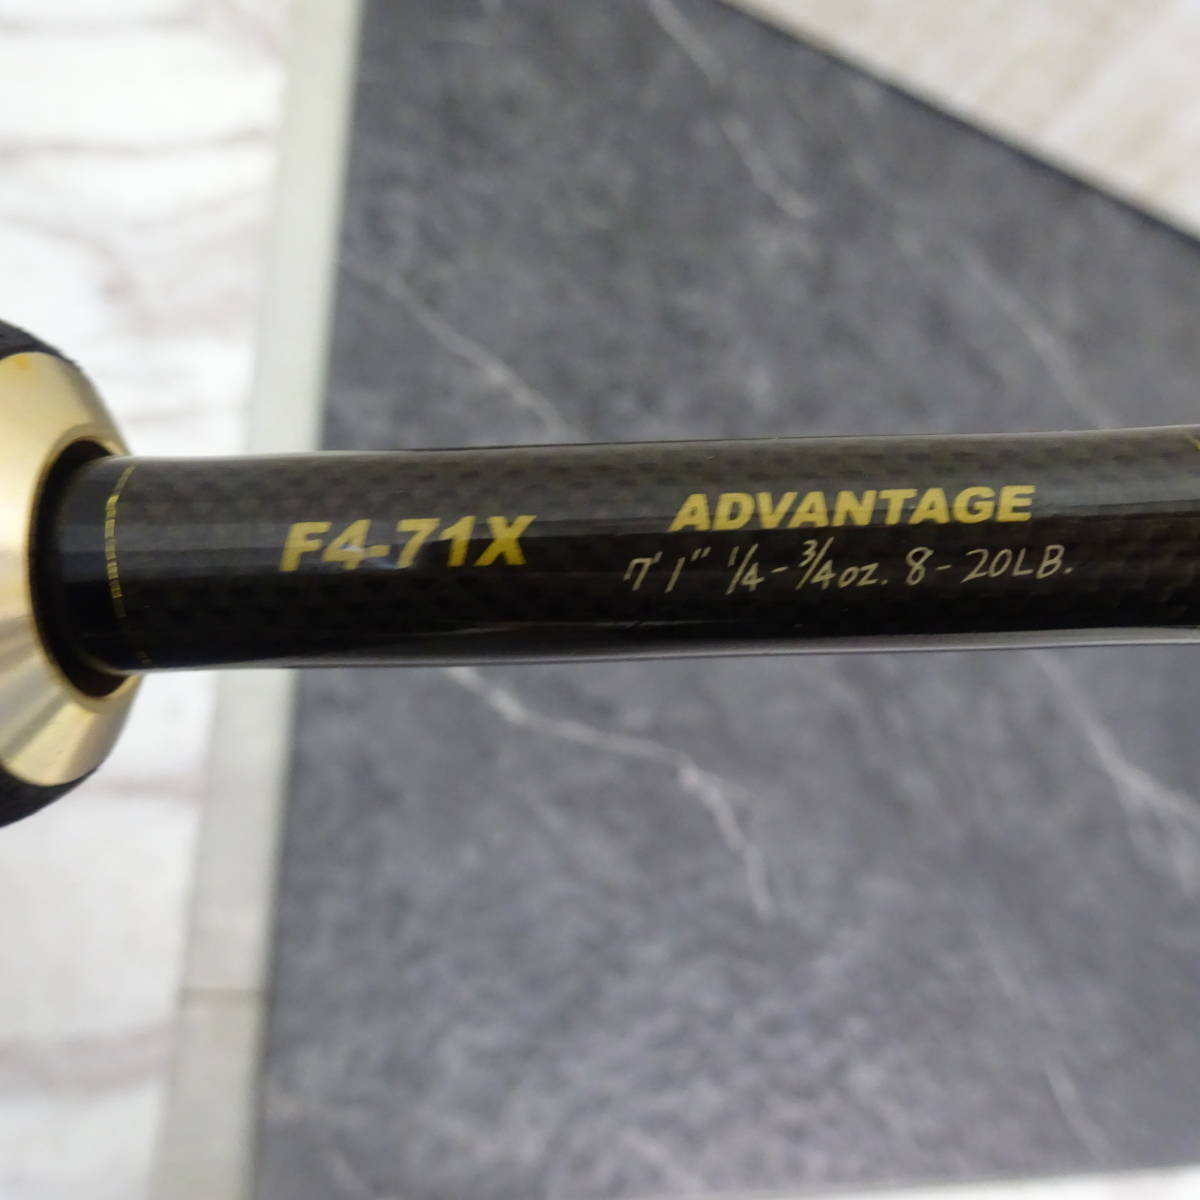 F4-71X
ADVANTAGE
7'1" 1/4-3/4oz. 8-20LB.